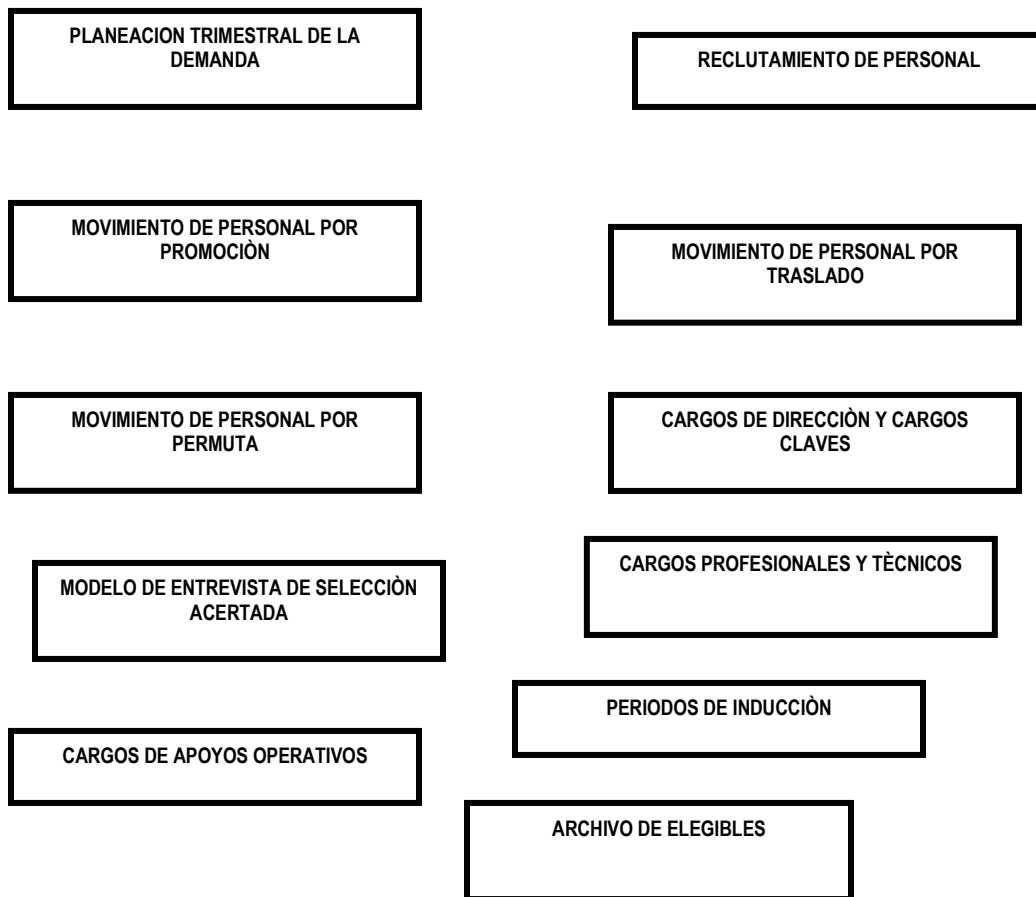 PLANEACION TRIMESTRAL DE LA
DEMANDA
RECLUTAMIENTO DE PERSONAL
MOVIMIENTO DE PERSONAL POR
PROMOCIÒN
MOVIMIENTO DE PERSONAL POR
TRASLADO
MOVIMIENTO DE PERSONAL POR
PERMUTA
CARGOS DE DIRECCIÒN Y CARGOS
CLAVES
MODELO DE ENTREVISTA DE SELECCIÒN
ACERTADA
CARGOS PROFESIONALES Y TÈCNICOS
PERIODOS DE INDUCCIÒN
CARGOS DE APOYOS OPERATIVOS
ARCHIVO DE ELEGIBLES